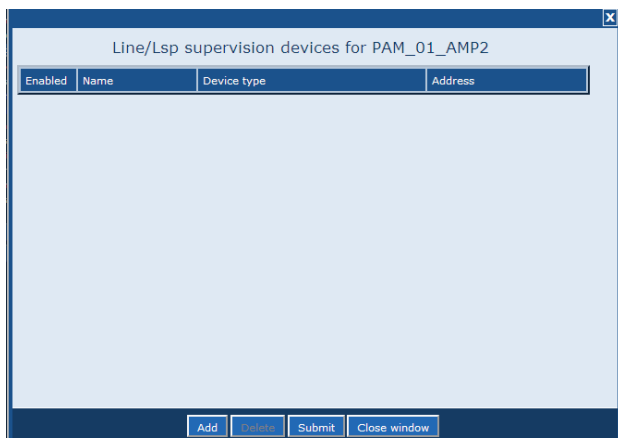 X
Line/Lsp supervision devices for PAM_01_AMP2
Enabled Name Device type Address
Add Delete Submit Close window